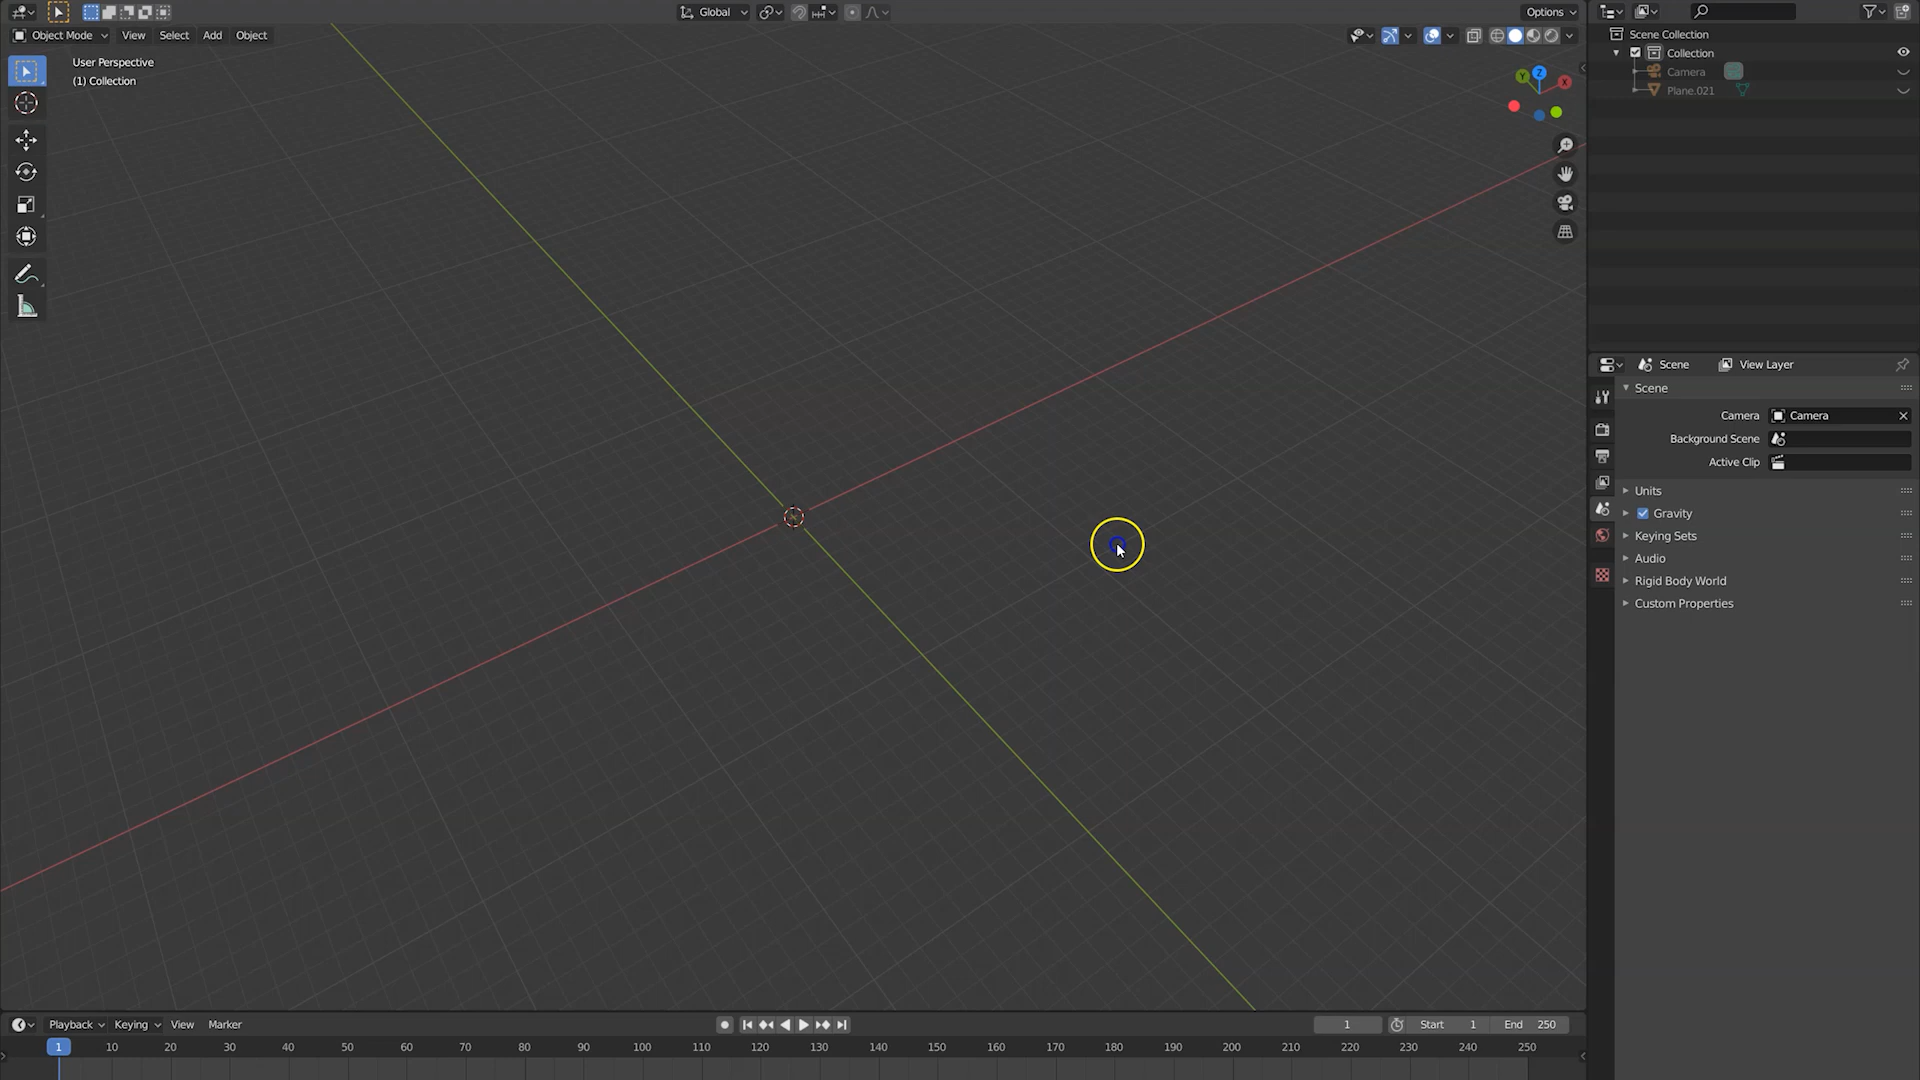 Global
Options
Object Mode View Select Add Object
User Perspective
(1) Collection
Y Z X
Scene Collection
Collection
Camera
Plane.021
Scene View Layer
Scene
Camera Camera
Background Scene
Active Clip
Units
Gravity
Keying Sets
Audio
Rigid Body World
Custom Properties
Playback Keying View Marker
1 Start 1 End 250
1 10 20 30 40 50 60 70 80 90 100 110 120 130 140 150 160 170 180 190 200 210 220 230 240 250